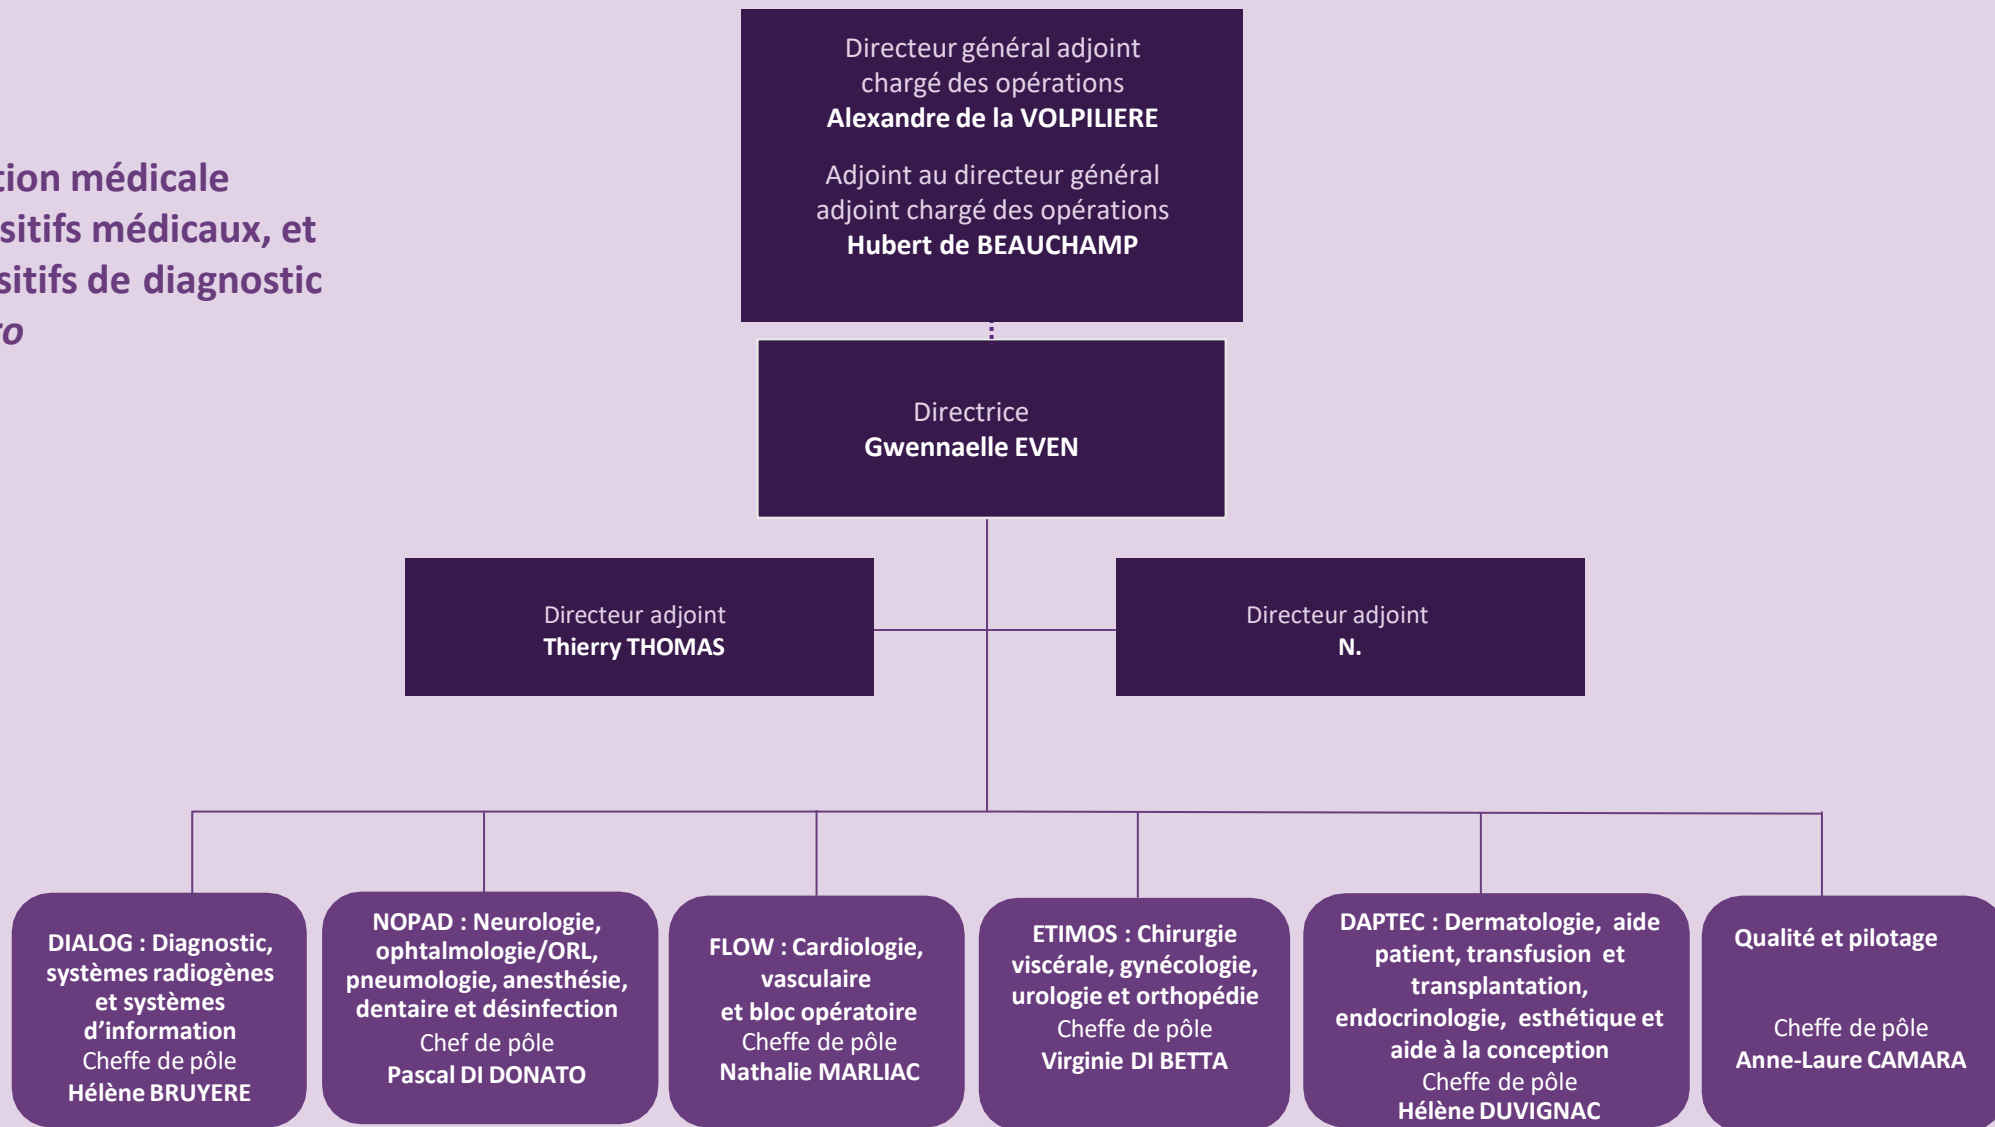 Directeur général adjoint
chargé des opérations
Alexandre de la VOLPILIERE
Adjoint au directeur général
adjoint chargé des opérations
Hubert de BEAUCHAMP
tion médicale
sitifs médicaux, et
sitifs de diagnostic
ro
Directrice
Gwennaelle EVEN
Directeur adjoint
Thierry THOMAS
Directeur adjoint
N.
DIALOG : Diagnostic,
systèmes radiogènes
et systèmes
d’information
Cheffe de pôle
Hélène BRUYERE
NOPAD : Neurologie,
ophtalmologie/ORL,
pneumologie, anesthésie,
dentaire et désinfection
Chef de pôle
Pascal DI DONATO
FLOW : Cardiologie,
vasculaire
et bloc opératoire
Cheffe de pôle
Nathalie MARLIAC
ETIMOS : Chirurgie
viscérale, gynécologie,
urologie et orthopédie
Cheffe de pôle
Virginie DI BETTA
DAPTEC : Dermatologie, aide
patient, transfusion et
transplantation,
endocrinologie, esthétique et
aide à la conception
Cheffe de pôle
Hélène DUVIGNAC
Qualité et pilotage
Cheffe de pôle
Anne-Laure CAMARA